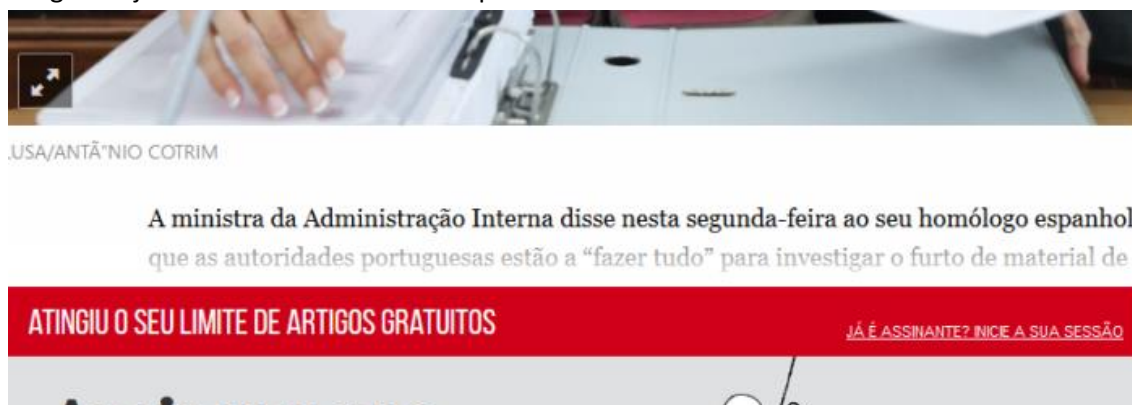 LUSA/ANTÃ"NIO COTRIM
A ministra da Administração Interna disse nesta segunda-feira ao seu homólogo espanhol
que as autoridades portuguesas estão a “fazer tudo” para investigar o furto de material de
ATINGIU O SEU LIMITE DE ARTIGOS GRATUITOS
JÁ É ASSINANTE? INICIE A SUA SESSÃO